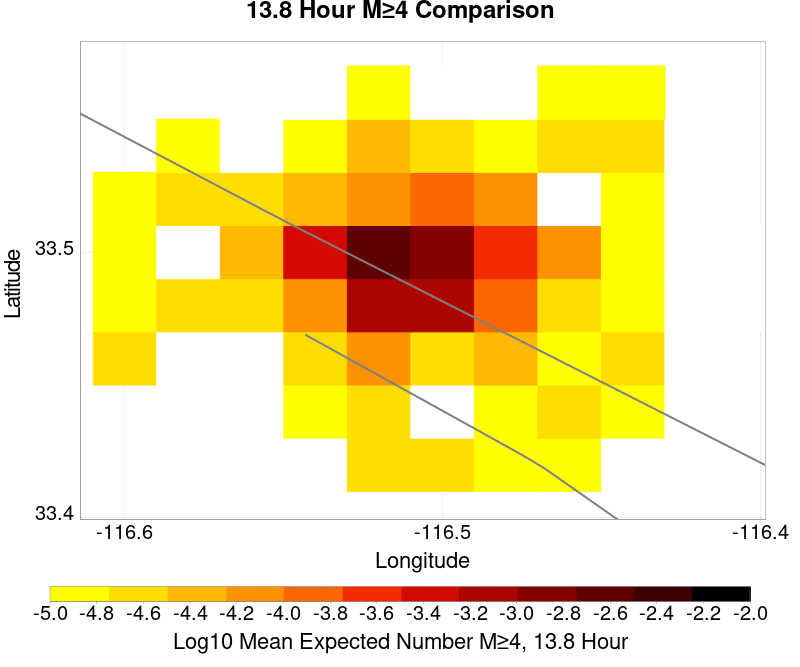 13.8 Hour M≥4 Comparison
Latitude
33.5
33.4
-116.6 -116.5 -116.4
Longitude
-5.0 -4.8 -4.6 -4.4 -4.2 -4.0 -3.8 -3.6 -3.4 -3.2 -3.0 -2.8 -2.6 -2.4 -2.2 -2.0
Log10 Mean Expected Number M≥4, 13.8 Hour